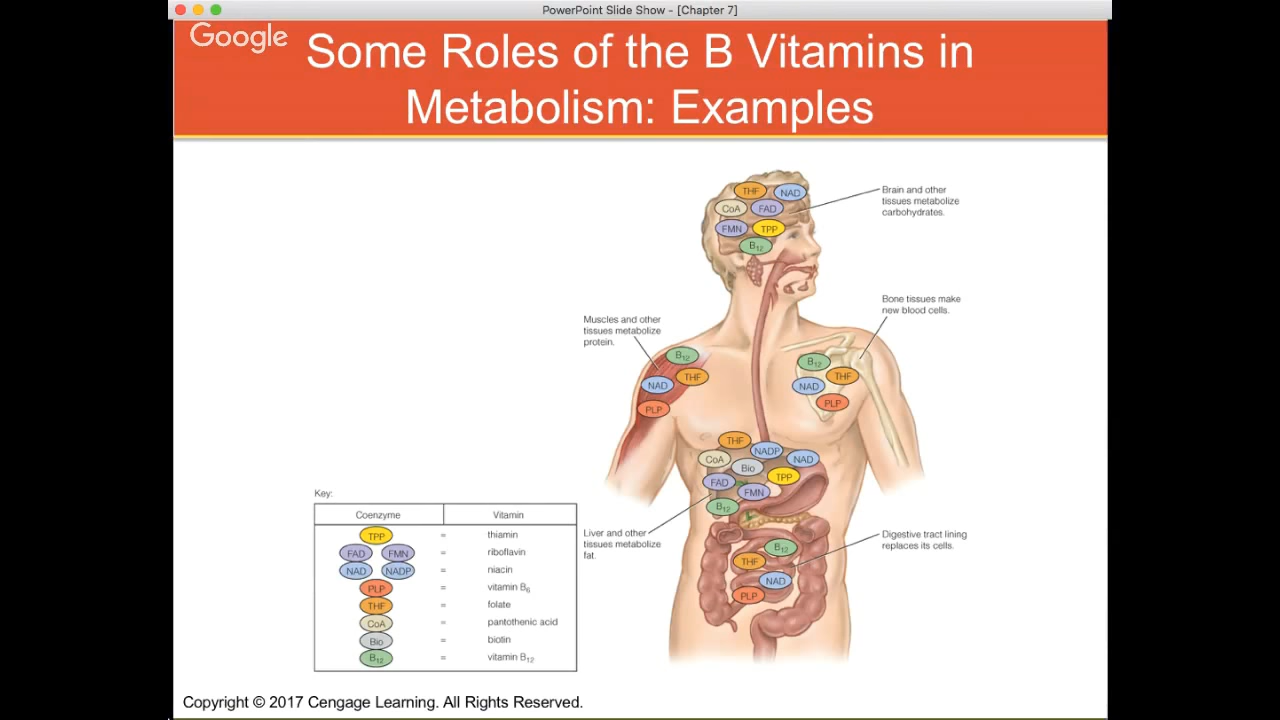 PowerPoint Slide Show - [Chapter 7]
Google
Some Roles of the B Vitamins in
Metabolism: Examples
THF NAD
CoA FAD
FMN TPP
B12
Brain and other
tissues metabolize
carbohydrates.
Bone tissues make
new blood cells.
Muscles and other
tissues metabolize
protein.
B12
NAD THF
PLP
B12
NAD THF
PLP
THF
CoA NADP NAD
Bio
FAD FMN TPP
B12
Liver and other
tissues metabolize
fat.
Digestive tract lining
replaces its cells.
B12
THF
NAD
PLP
Key:
Coenzyme Vitamin
TPP = thiamin
FAD FMN = riboflavin
NAD NADP = niacin
PLP = vitamin B6
THF = folate
CoA = pantothenic acid
Bio = biotin
B12 = vitamin B12
Copyright © 2017 Cengage Learning. All Rights Reserved.